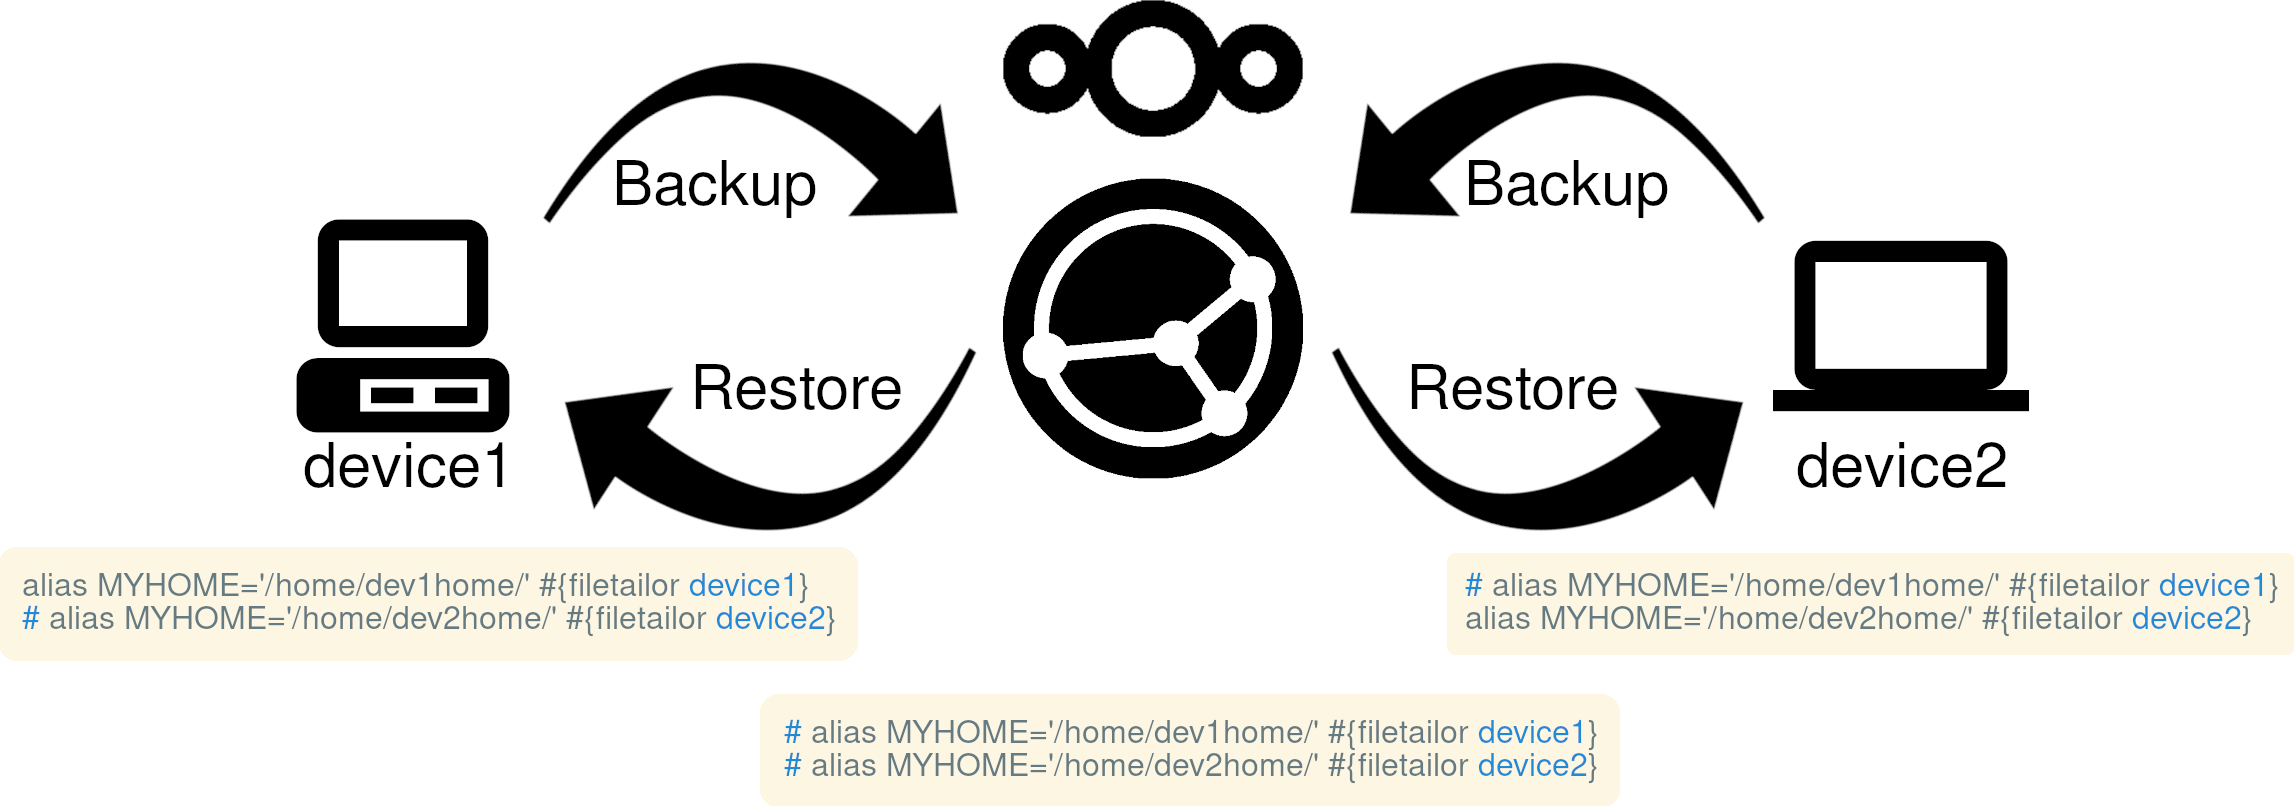 Backup
Backup
Restore
Restore
device1
device2
alias MYHOME='/home/dev1home/' #{filetailor device1}
# alias MYHOME='/home/dev2home/' #{filetailor device2}
# alias MYHOME='/home/dev1home/' #{filetailor device1}
alias MYHOME='/home/dev2home/' #{filetailor device2}
# alias MYHOME='/home/dev1home/' #{filetailor device1}
# alias MYHOME='/home/dev2home/' #{filetailor device2}